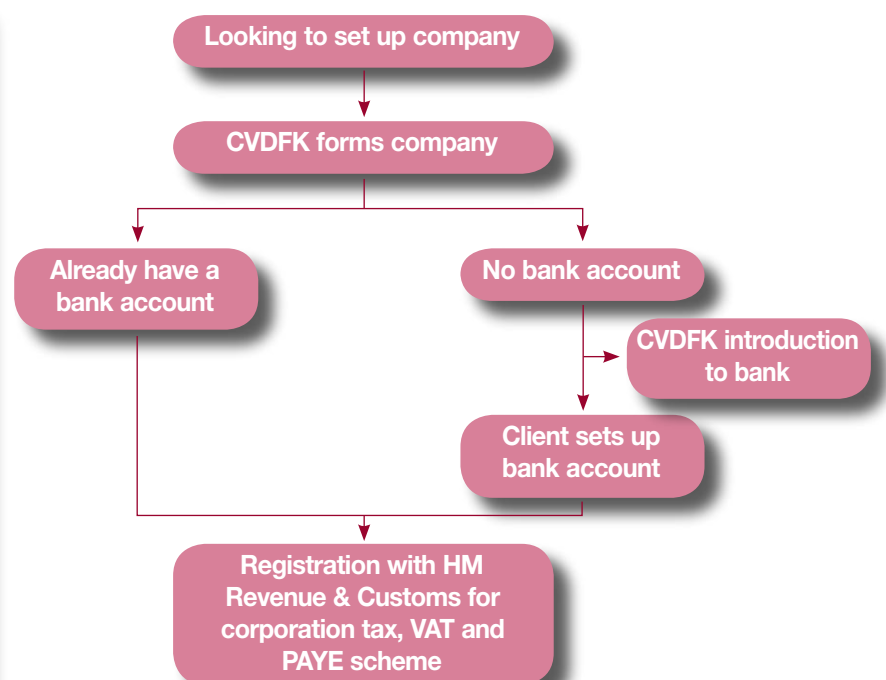 Looking to set up company
CVDFK forms company
Already have a
bank account
No bank account
CVDFK introduction
to bank
Client sets up
bank account
Registration with HM
Revenue & Customs for
corporation tax, VAT and
PAYE scheme